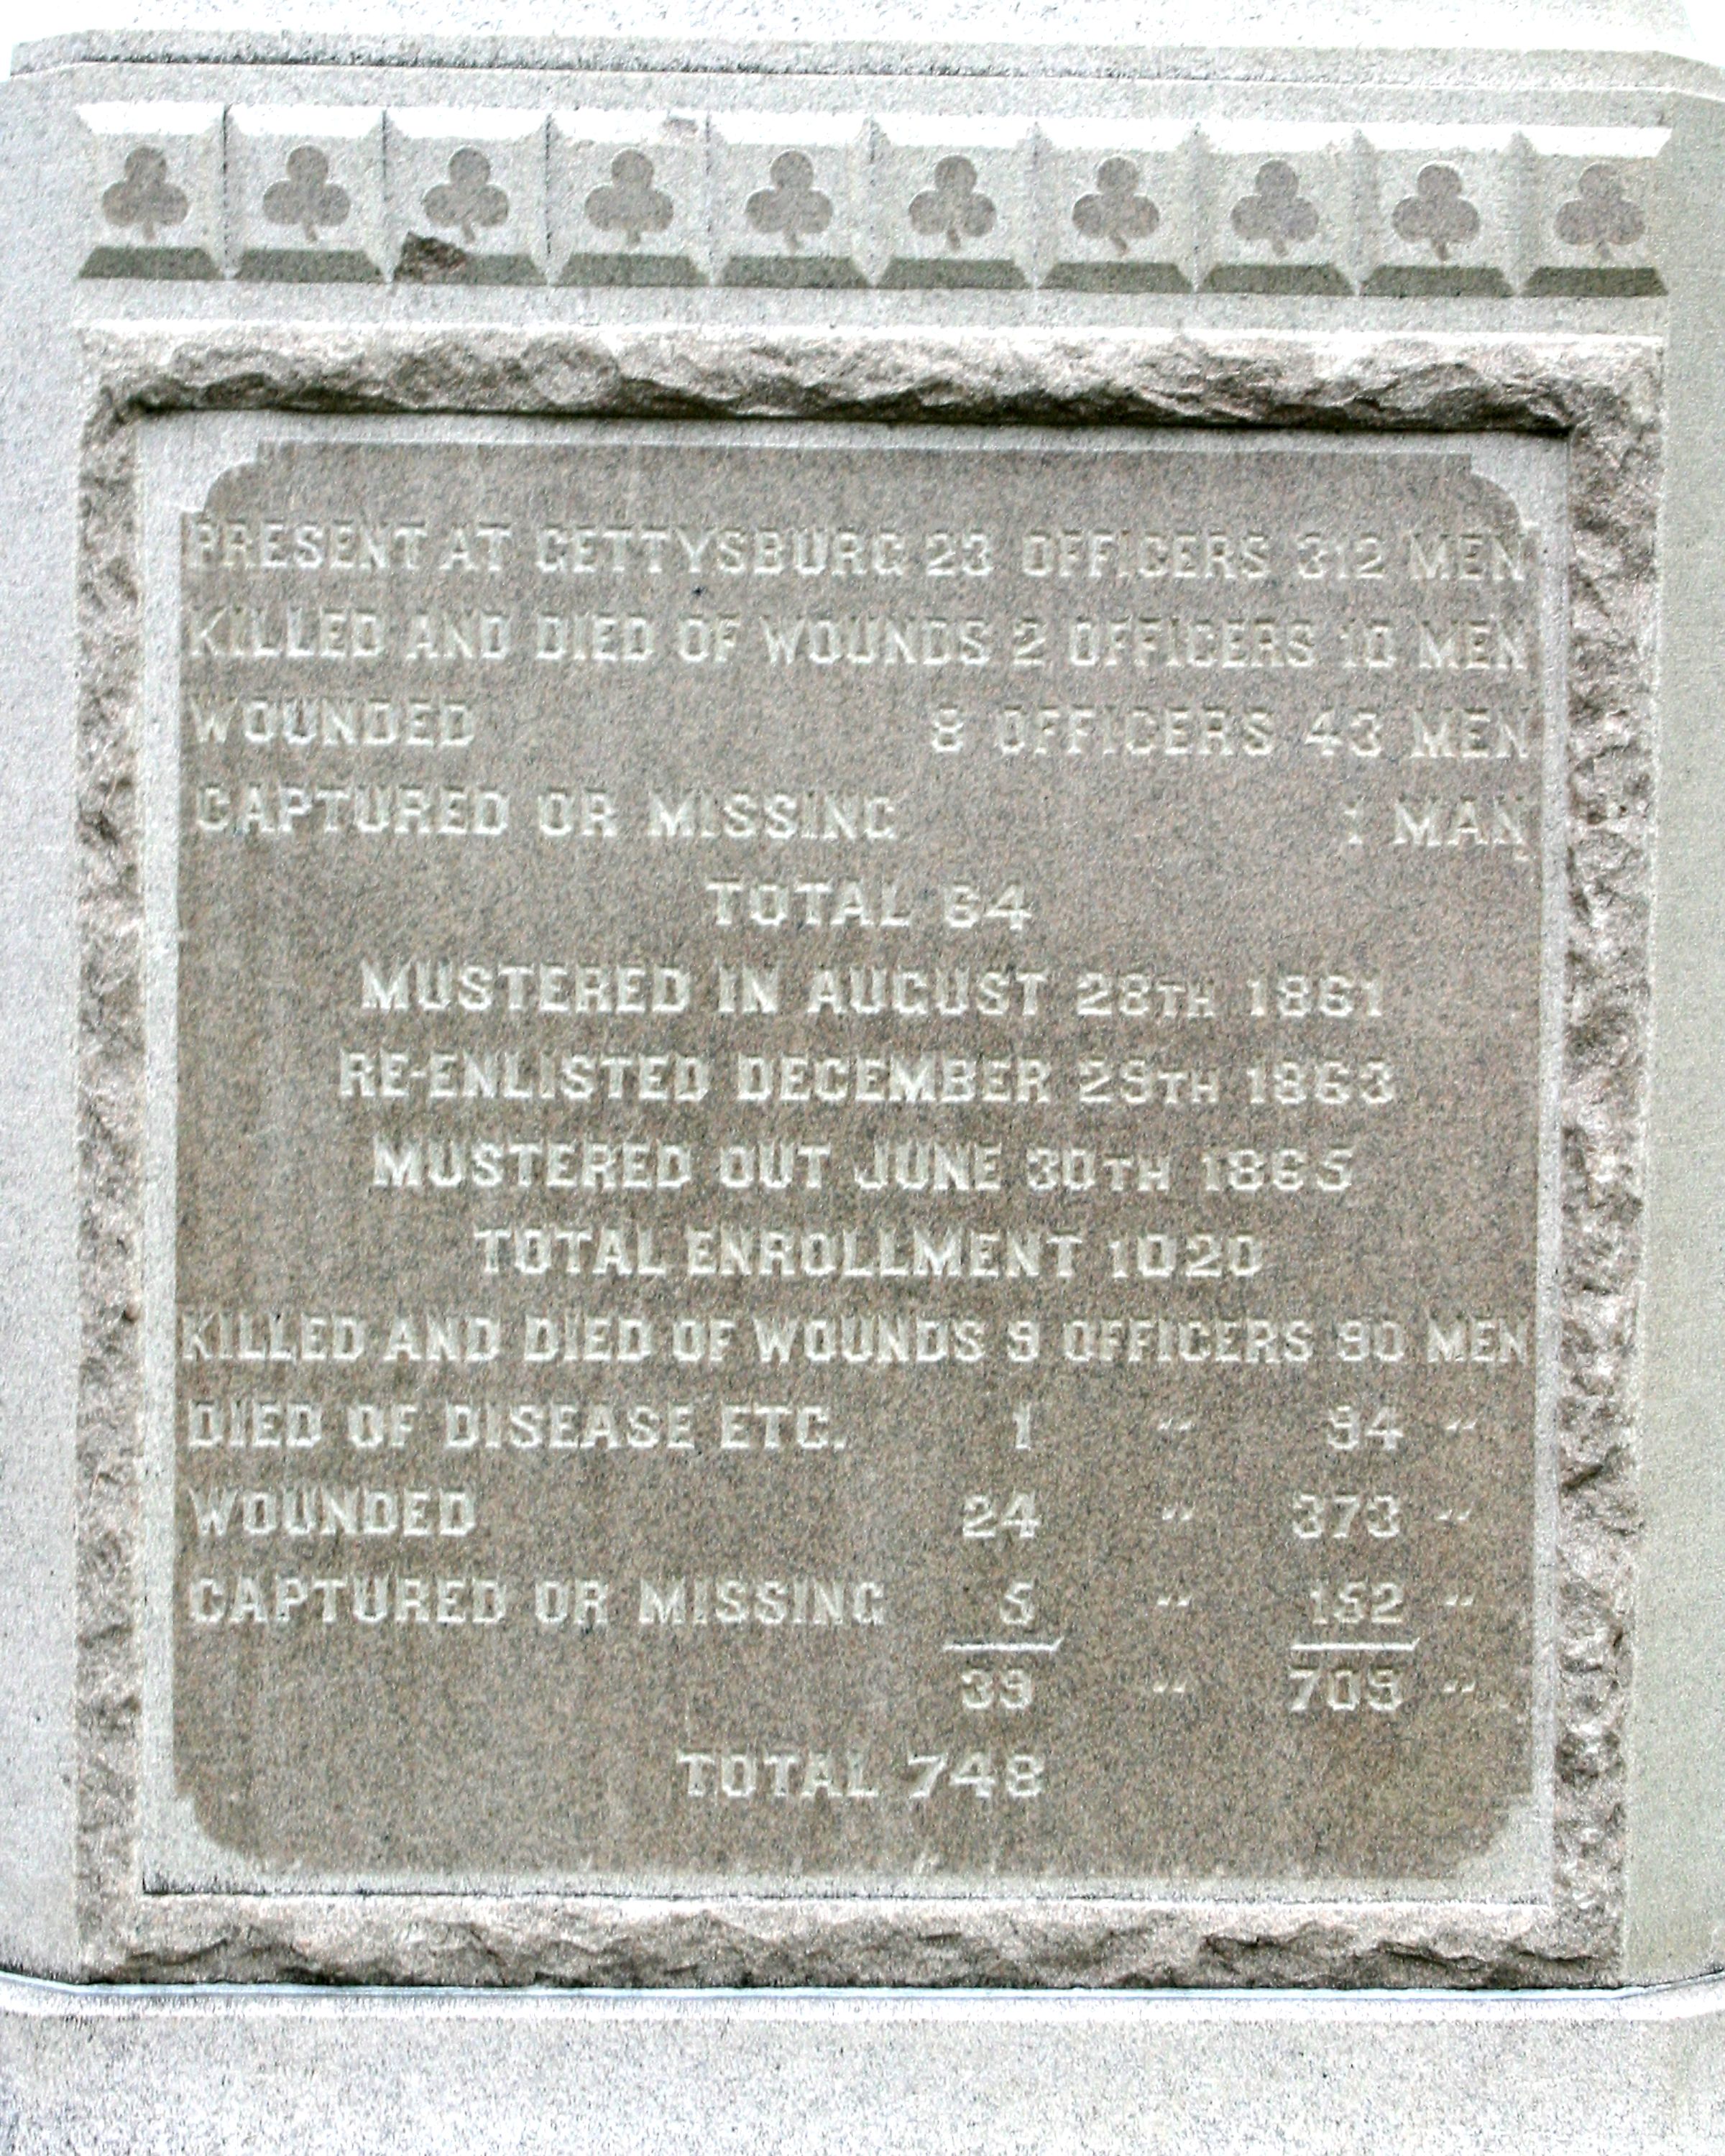 PRESENT AT GETTYSBURG 23 OFFICERS 312 MEN
KILLED AND DIED OF WOUNDS 2 OFFICERS 10 MEN
WOUNDED 8 OFFICERS 43 MEN
CAPTURED OR MISSING 1 MAN
TOTAL 64
MUSTERED IN AUGUST 28TH 1861
RE-ENLISTED DECEMBER 29TH 1863
MUSTERED OUT JUNE 30TH 1865
TOTAL ENROLLMENT 1020
KILLED AND DIED OF WOUNDS 9 OFFICERS 90 MEN
DIED OF DISEASE ETC. 1 " 94 "
WOUNDED 24 " 373 "
CAPTURED OR MISSING 5 " 152 "
39 " 709 "
TOTAL 748